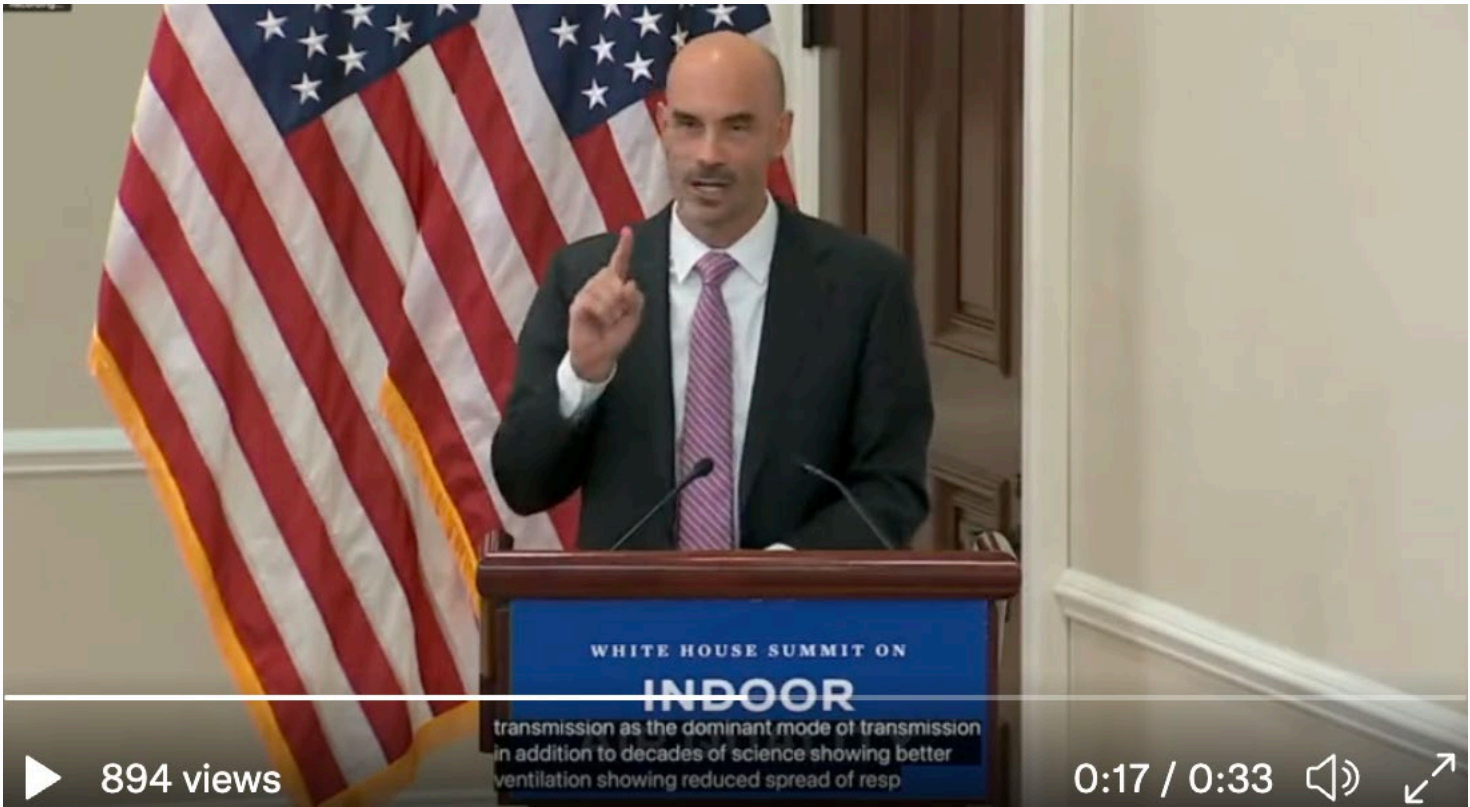 WHITE HOUSE SUMMIT ON
INDOOR
transmission as the dominant mode of transmission
in addition to decades of science showing better
ventilation showing reduced spread of resp
894 views
0:17 / 0:33